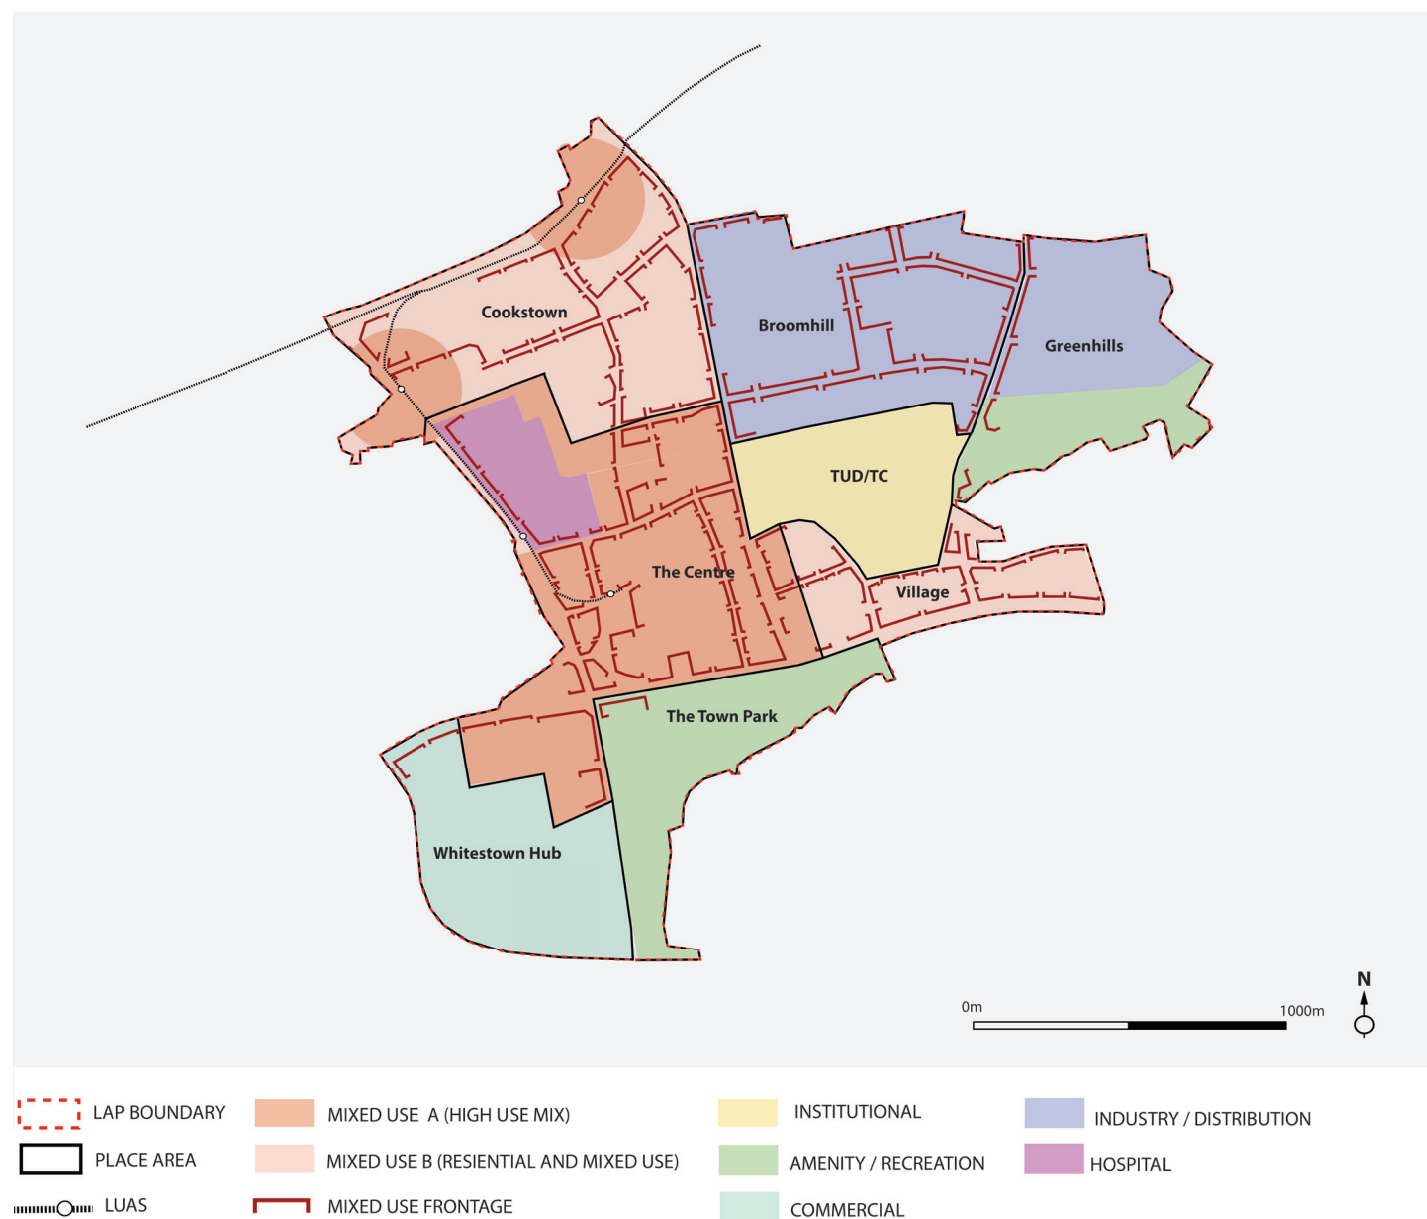 Cookstown
Broomhill
Greenhills
TUD/TC
The Centre
Village
The Town Park
Whitestown Hub
N
0m
1000m
LAP BOUNDARY
MIXED USE A (HIGH USE MIX)
INSTITUTIONAL
INDUSTRY / DISTRIBUTION
PLACE AREA
MIXED USE B (RESIENTIAL AND MIXED USE)
AMENITY / RECREATION
HOSPITAL
LUAS
MIXED USE FRONTAGE
COMMERCIAL